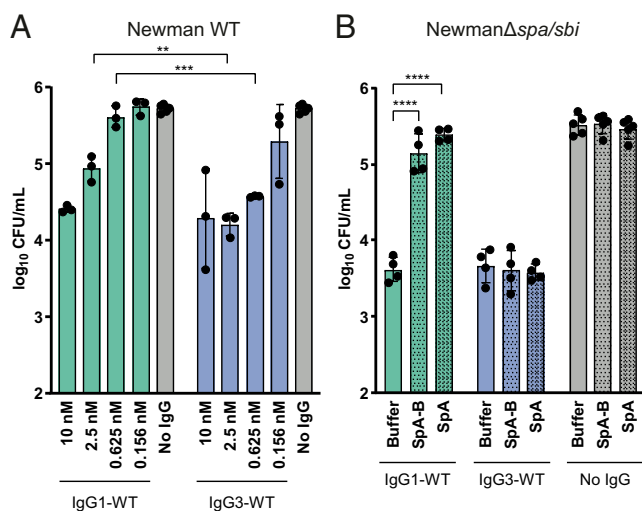 A
Newman WT
**
***
6
5
4
3
2
log10 CFU/mL
10 nM
2.5 nM
0.625 nM
0.156 nM
No IgG
10 nM
2.5 nM
0.625 nM
0.156 nM
No IgG
IgG1-WT
IgG3-WT
B
NewmanΔspa/sbi
****
****
6
5
4
3
2
log10 CFU/mL
Buffer
SpA-B
SpA
Buffer
SpA-B
SpA
Buffer
SpA-B
SpA
IgG1-WT
IgG3-WT
No IgG